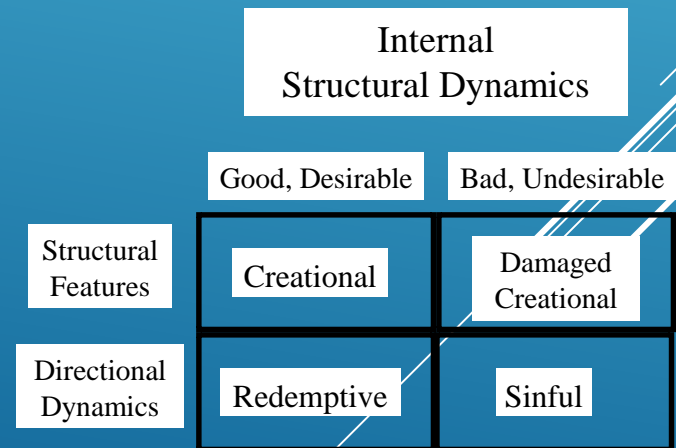 Internal
Structural Dynamics
Good, Desirable
Bad, Undesirable
Structural
Features
Creational
Damaged
Creational
Directional
Dynamics
Redemptive
Sinful